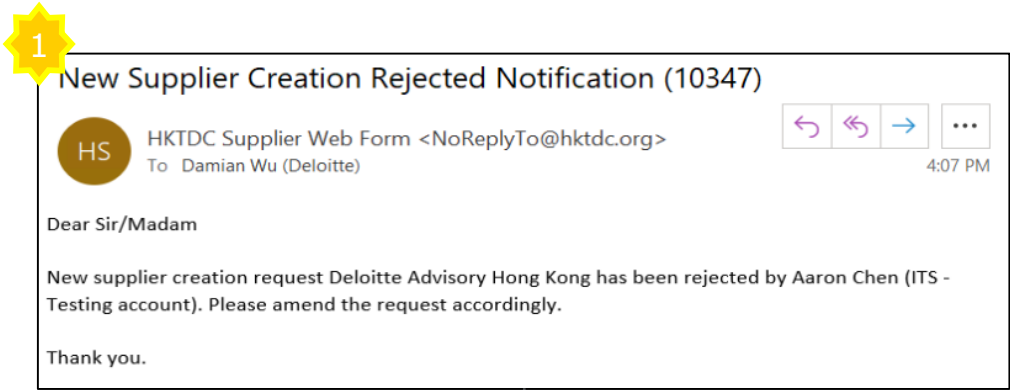 1
New Supplier Creation Rejected Notification (10347)
HS
HKTDC Supplier Web Form <NoReplyTo@hktdc.org>
To Damian Wu (Deloitte)
4:07 PM
Dear Sir/Madam
New supplier creation request Deloitte Advisory Hong Kong has been rejected by Aaron Chen (ITS -
Testing account). Please amend the request accordingly.
Thank you.